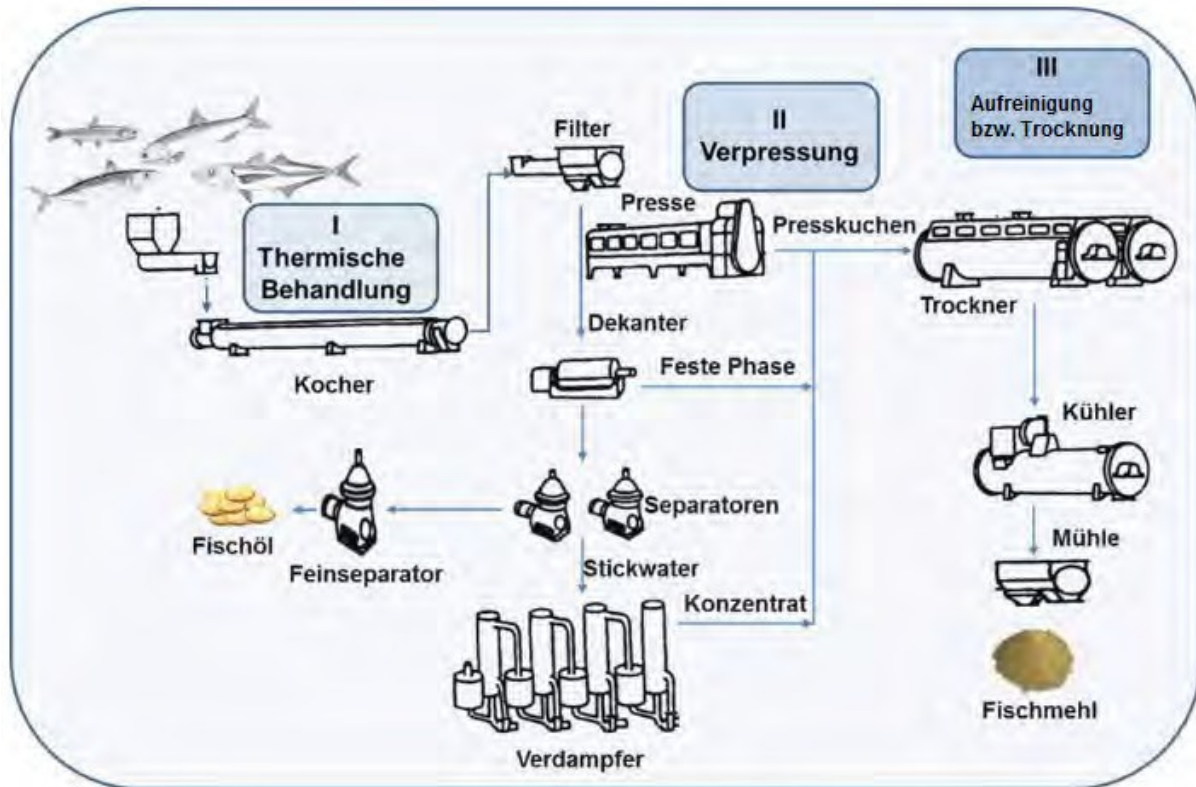 I
Thermische
Behandlung
Kocher
Filter
II
Verpressung
Presse
Presskuchen
III
Aufreinigung
bzw. Trocknung
Trockner
Dekanter
Feste Phase
Kühler
Separatoren
Fischöl
Feinseparator
Stickwater
Mühle
Konzentrat
Fischmehl
Verdampfer